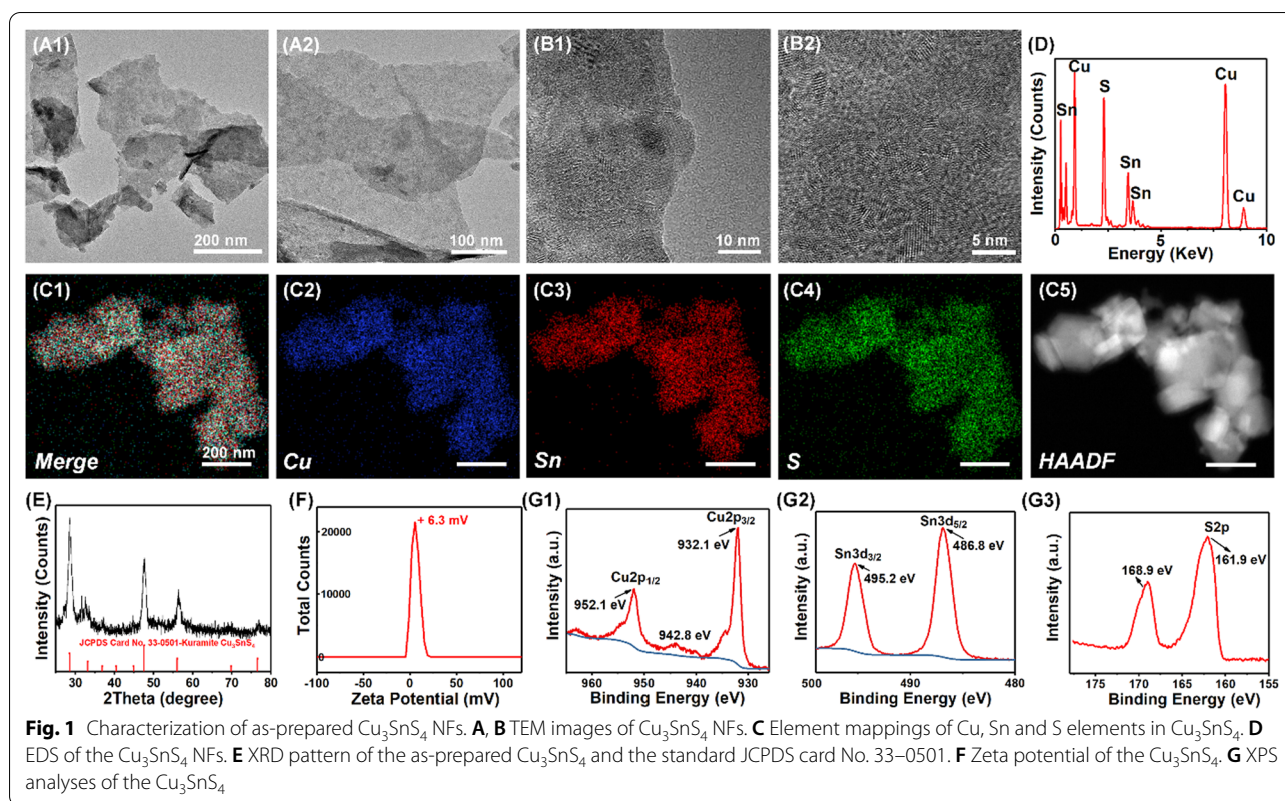 (A1)
200 nm
(A2)
100 nm
(B1)
10 nm
(B2)
5 nm
(D)
Intensity (Counts)
Sn
Cu
S
Sn
Sn
Cu
Cu
0
5
10
Energy (KeV)
(C1)
Merge
200 nm
(C2)
Cu
(C3)
Sn
(C4)
S
(C5)
HAADF
(E)
Intensity (Counts)
JCPDS Card No. 33-0501-Kuramite Cu₃SnS₄
30 40 50 60 70 80
2Theta (degree)
(F)
Total Counts
20000
10000
0
+ 6.3 mV
-100 -50 0 50 100
Zeta Potential (mV)
(G1)
Intensity (a.u.)
Cu2p₃/₂
932.1 eV
Cu2p₁/₂
952.1 eV
942.8 eV
960 950 940 930
Binding Energy (eV)
(G2)
Intensity (a.u.)
Sn3d₅/₂
486.8 eV
Sn3d₃/₂
495.2 eV
500 490 480
Binding Energy (eV)
(G3)
Intensity (a.u.)
S2p
161.9 eV
168.9 eV
175 170 165 160 155
Binding Energy (eV)
Fig. 1 Characterization of as-prepared Cu₃SnS₄ NFs. A, B TEM images of Cu₃SnS₄ NFs. C Element mappings of Cu, Sn and S elements in Cu₃SnS₄. D
EDS of the Cu₃SnS₄ NFs. E XRD pattern of the as-prepared Cu₃SnS₄ and the standard JCPDS card No. 33–0501. F Zeta potential of the Cu₃SnS₄. G XPS
analyses of the Cu₃SnS₄